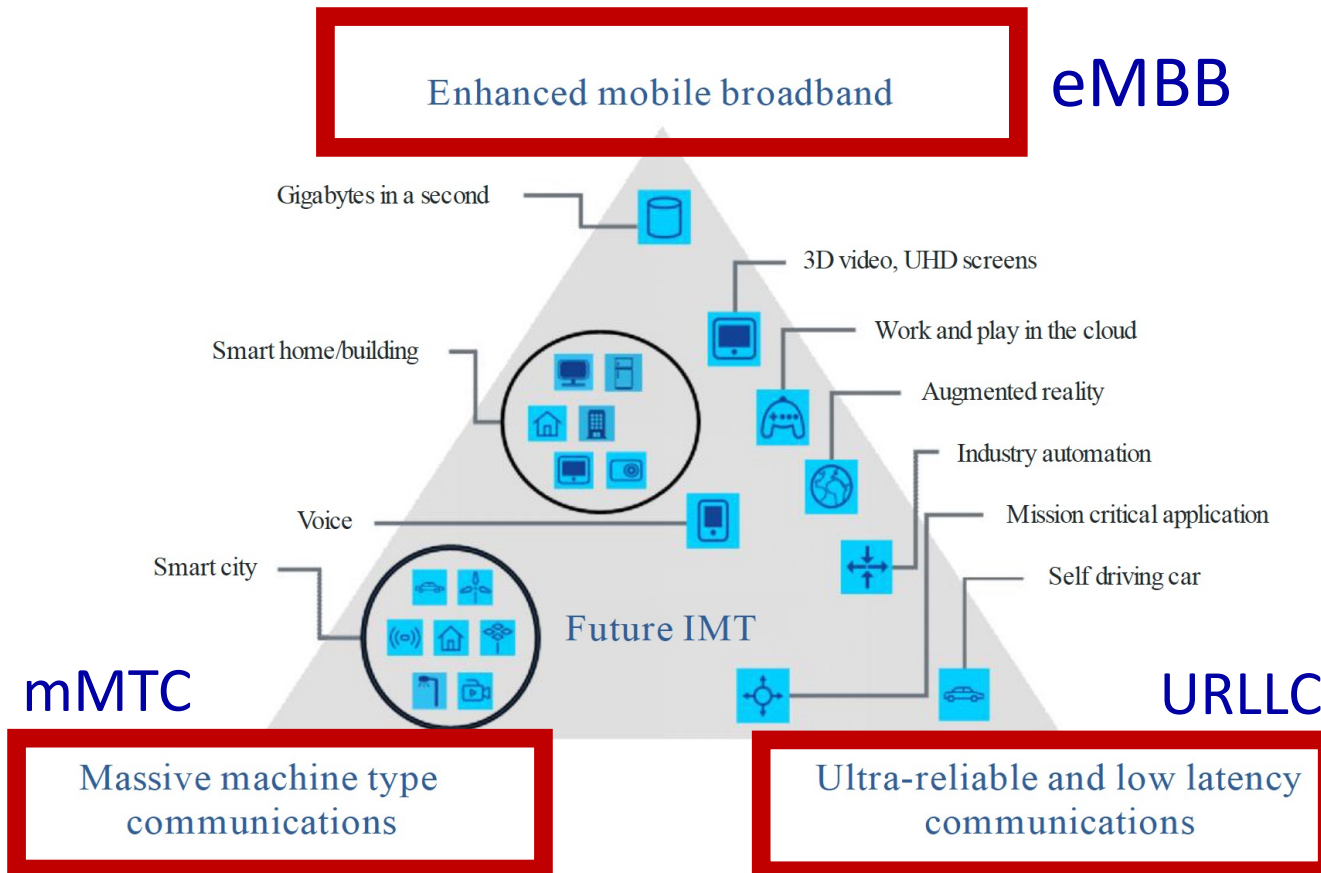 Enhanced mobile broadband
eMBB
Gigabytes in a second
3D video, UHD screens
Work and play in the cloud
Smart home/building
Augmented reality
Industry automation
Voice
Mission critical application
Smart city
Self driving car
Future IMT
mMTC
URLLC
Massive machine type
communications
Ultra-reliable and low latency
communications